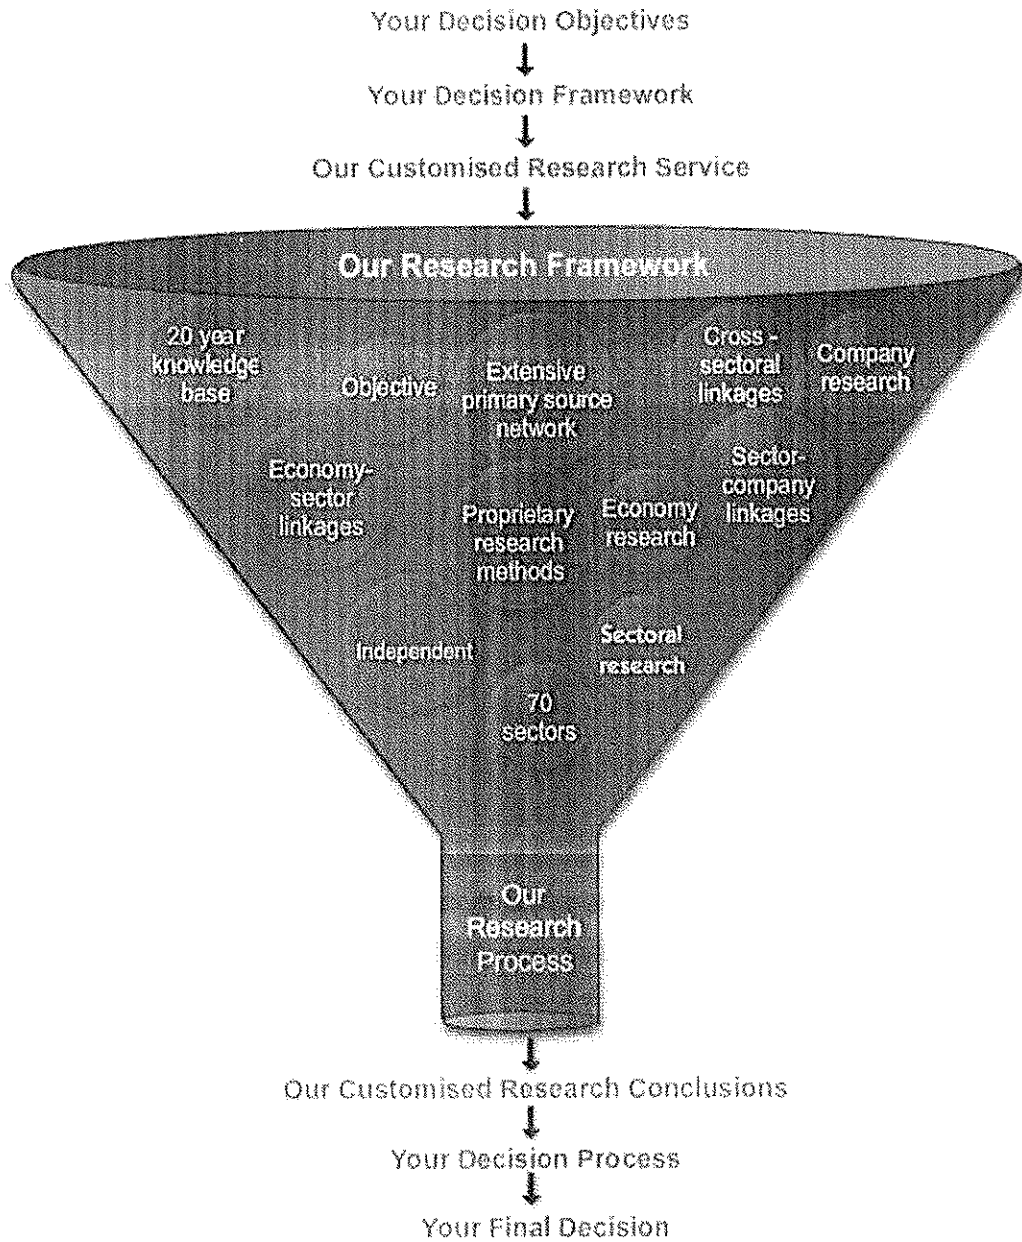 Your Decision Objectives
Your Decision Framework
Our Customised Research Service
Our Research Framework
20 year
knowledge
base
Objective
Extensive
primary source
network
Cross -
sectoral
linkages
Company
research
Economy-
sector
linkages
Proprietary
research
methods
Economy
research
Sector-
company
linkages
Independent
Sectoral
research
70
sectors
Our
Research
Process
Our Customised Research Conclusions
Your Decision Process
Your Final Decision